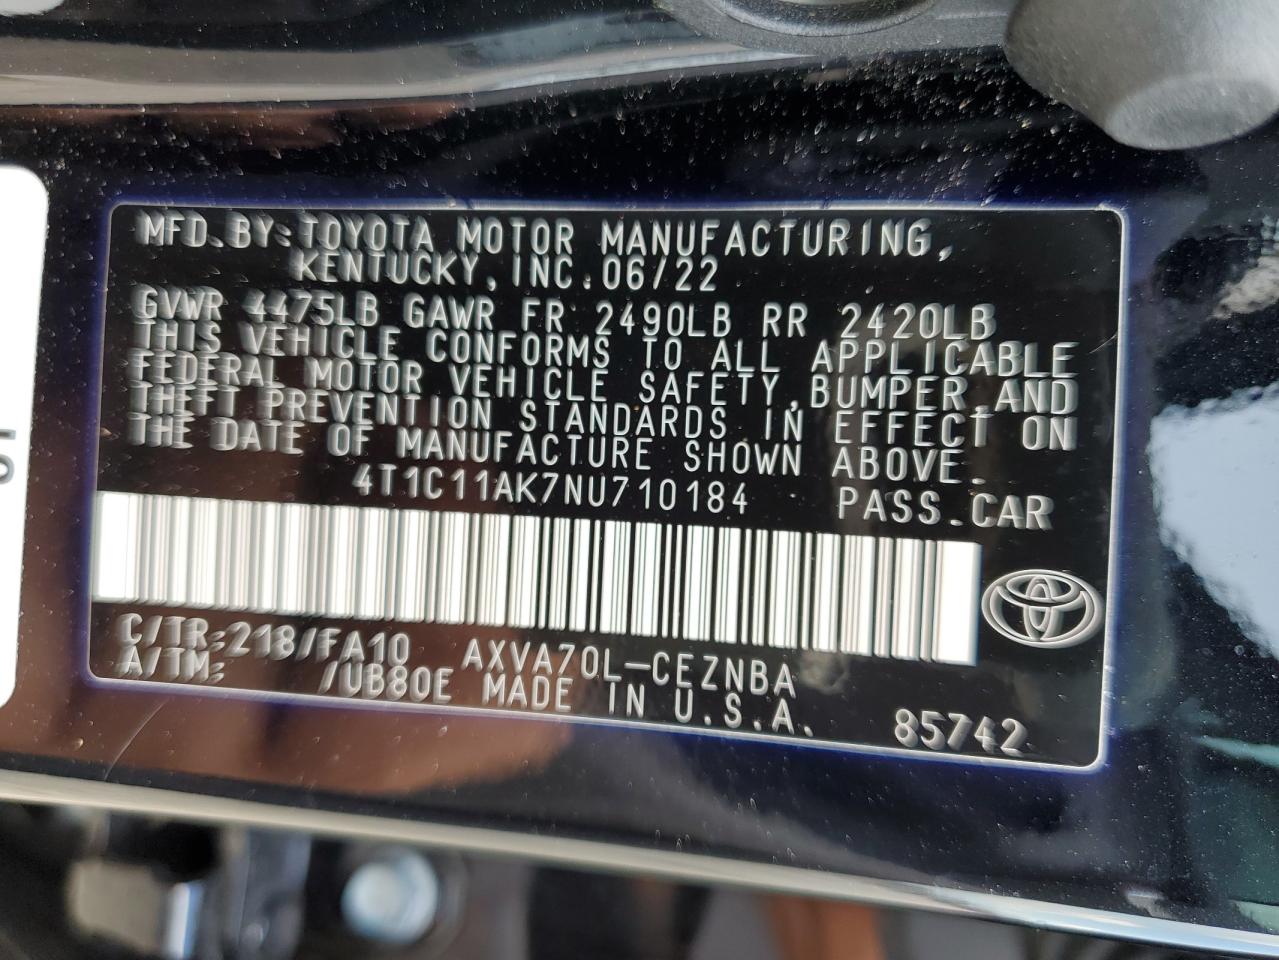 MFD.BY:TOYOTA MOTOR MANUFACTURING,
KENTUCKY,INC.06/22
GVWR 4475LB GAWR FR 2490LB RR 2420LB
THIS VEHICLE CONFORMS TO ALL APPLICABLE
FEDERAL MOTOR VEHICLE SAFETY,BUMPER,AND
THEFT PREVENTION STANDARDS IN EFFECT ON
THE DATE OF MANUFACTURE SHOWN ABOVE.
4T1C11AK7NU710184 PASS.CAR
C/TR:218/FA10 AXVA70L-CEZNBA
A/TM: /UB80E MADE IN U.S.A. 85742